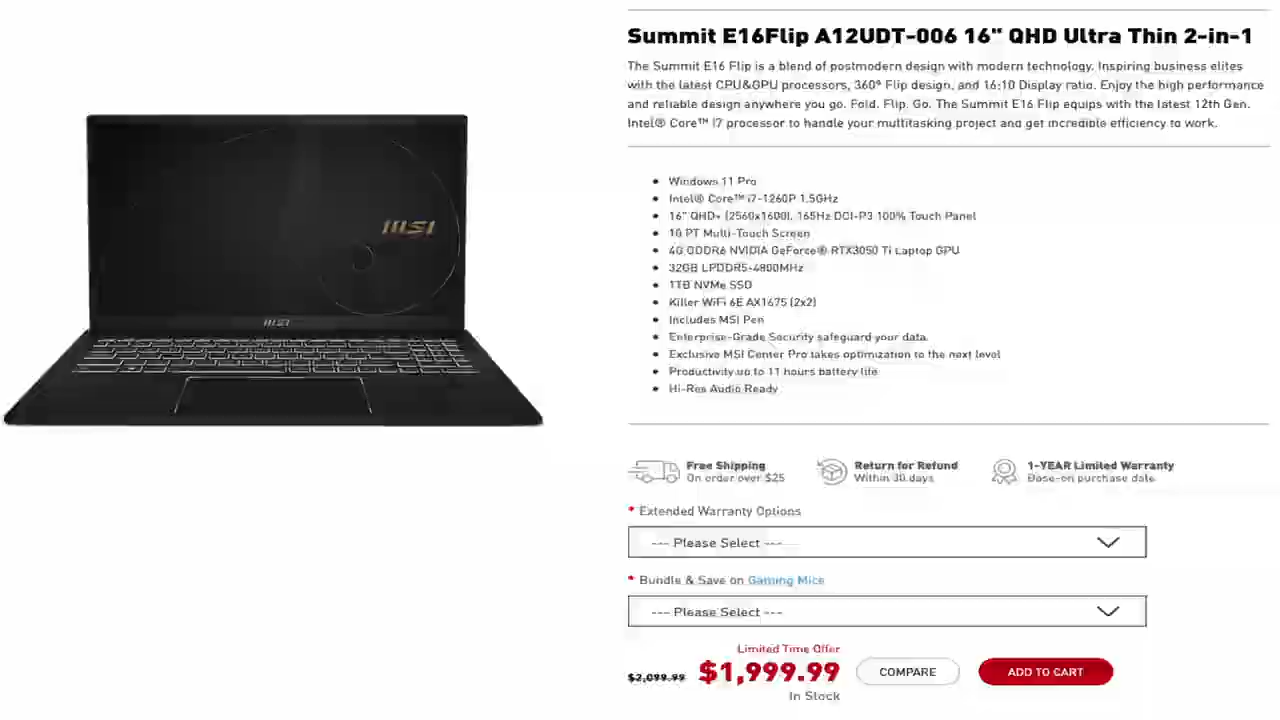 Summit E16Flip A12UDT-006 16" QHD Ultra Thin 2-in-1
The Summit E16 Flip is a blend of postmodern design with modern technology. Inspiring business elites
with the latest CPU&GPU processors, 360° Flip design, and 16:10 Display ratio. Enjoy the high performance
and reliable design anywhere you go. Fold. Flip. Go. The Summit E16 Flip equips with the latest 12th Gen.
Intel® Core™ i7 processor to handle your multitasking project and get incredible efficiency to work.
Windows 11 Pro
Intel® Core™ i7-1260P 1.5GHz
16" QHD+ (2560x1600), 165Hz DCI-P3 100% Touch Panel
10 PT Multi-Touch Screen
4G GDDR6 NVIDIA GeForce® RTX3050 Ti Laptop GPU
32GB LPDDR5-4800MHz
1TB NVMe SSD
Killer WiFi 6E AX1675 (2x2)
Includes MSI Pen
Enterprise-Grade Security safeguard your data.
Exclusive MSI Center Pro takes optimization to the next level
Productivity up to 11 hours battery life
Hi-Res Audio Ready
msi
msi
Free Shipping
On order over $25
Return for Refund
Within 30 days
1-YEAR Limited Warranty
Base-on purchase date
* Extended Warranty Options
--- Please Select ---
* Bundle & Save on Gaming Mice
--- Please Select ---
Limited Time Offer
$2,099.99 $1,999.99
In Stock
COMPARE
ADD TO CART